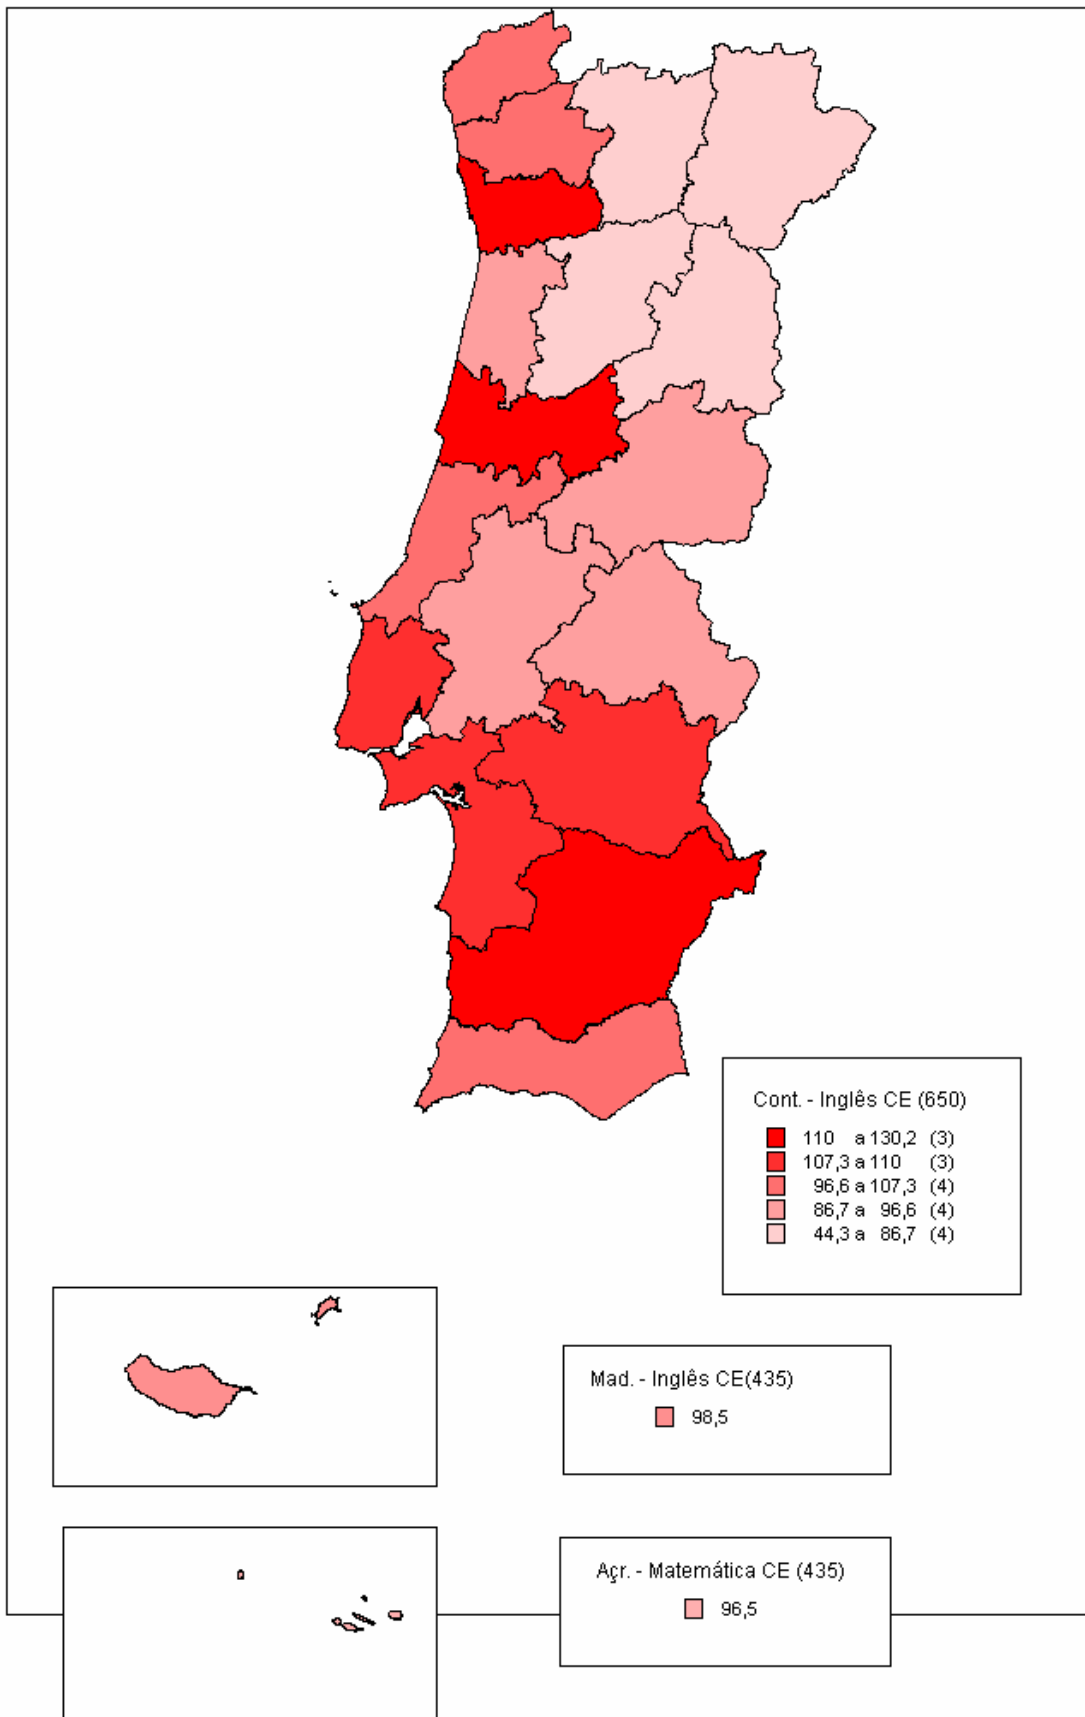 Cont. - Inglês CE (650)
110 a 130,2 (3)
107,3 a 110 (3)
96,6 a 107,3 (4)
86,7 a 96,6 (4)
44,3 a 86,7 (4)
Mad. - Inglês CE(435)
98,5
Açr. - Matemática CE (435)
96,5